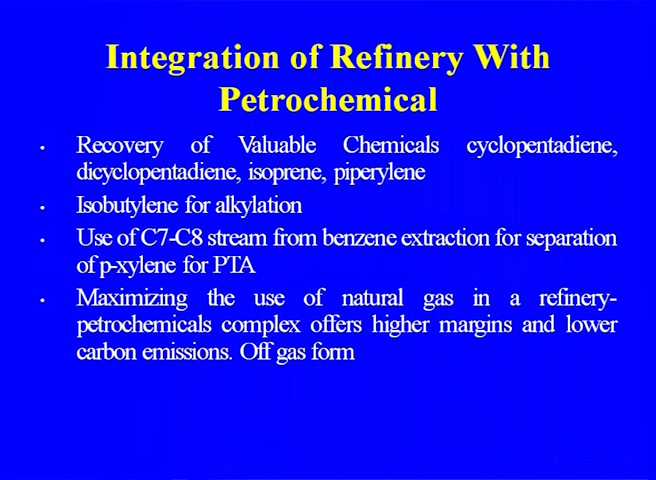 Integration of Refinery With
Petrochemical
• Recovery of Valuable Chemicals cyclopentadiene,
dicyclopentadiene, isoprene, piperylene
• Isobutylene for alkylation
• Use of C7-C8 stream from benzene extraction for separation
of p-xylene for PTA
• Maximizing the use of natural gas in a refinery-
petrochemicals complex offers higher margins and lower
carbon emissions. Off gas form